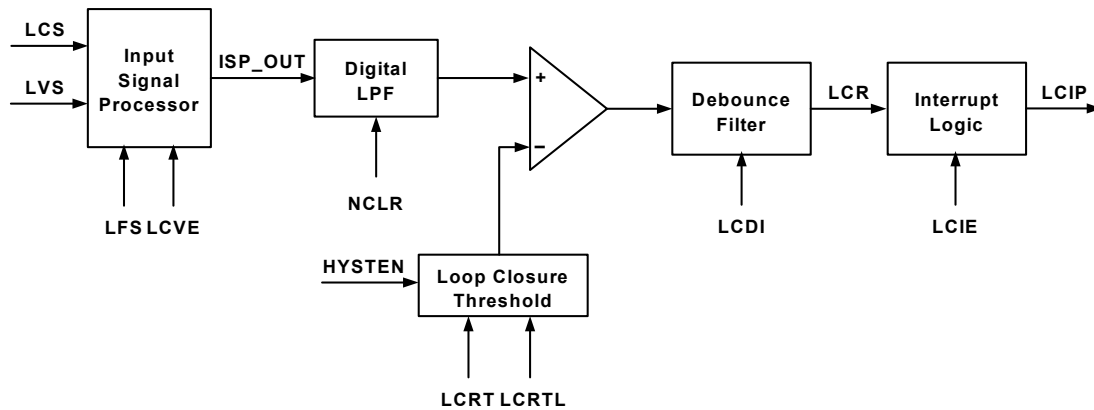 LCS
LVS
Input
Signal
Processor
ISP_OUT
Digital
LPF
+
−
Debounce
Filter
LCR
Interrupt
Logic
LCIP
LFS LCVE
NCLR
LCDI
LCIE
HYSTEN
Loop Closure
Threshold
LCRT LCRTL